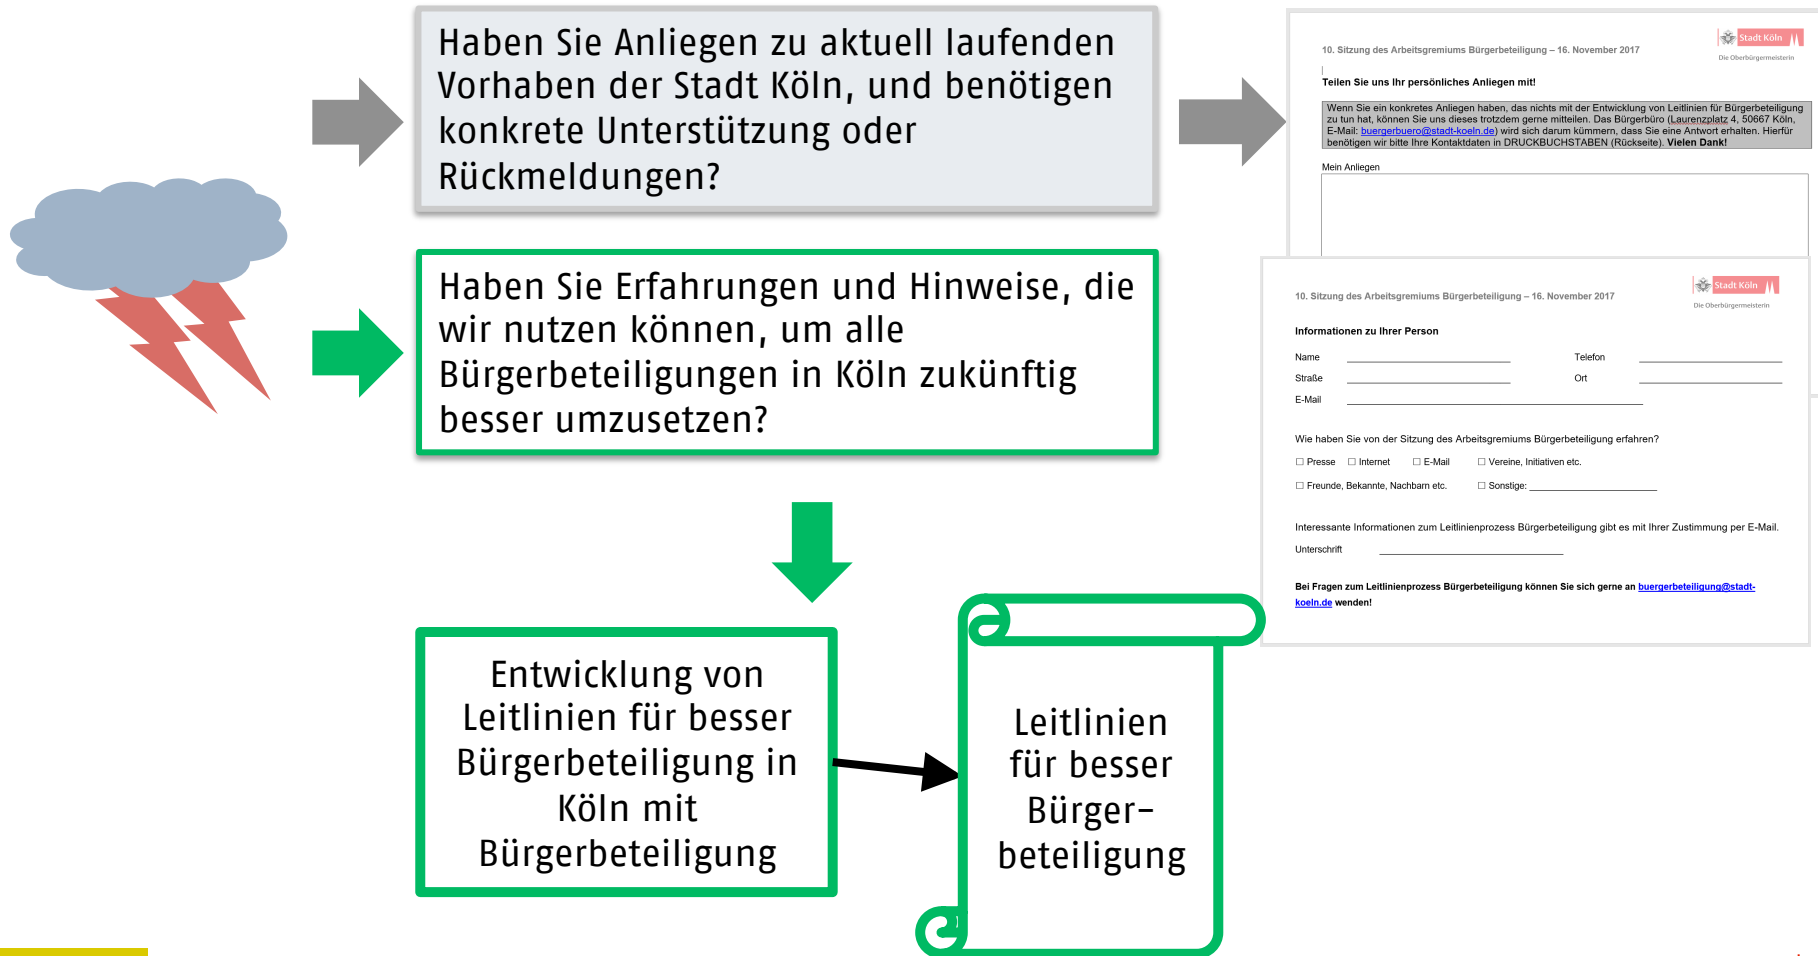 Haben Sie Anliegen zu aktuell laufenden
Vorhaben der Stadt Köln, und benötigen
konkrete Unterstützung oder
Rückmeldungen?
Haben Sie Erfahrungen und Hinweise, die
wir nutzen können, um alle
Bürgerbeteiligungen in Köln zukünftig
besser umzusetzen?
Entwicklung von
Leitlinien für besser
Bürgerbeteiligung in
Köln mit
Bürgerbeteiligung
Leitlinien
für besser
Bürger-
beteiligung
10. Sitzung des Arbeitsgremiums Bürgerbeteiligung – 16. November 2017
Stadt Köln
Die Oberbürgermeisterin
Teilen Sie uns Ihr persönliches Anliegen mit!
Wenn Sie ein konkretes Anliegen haben, das nichts mit der Entwicklung von Leitlinien für Bürgerbeteiligung
zu tun hat, können Sie uns dieses trotzdem gerne mitteilen. Das Bürgerbüro (Laurenzplatz 4, 50667 Köln,
E-Mail: buergerbuero@stadt-koeln.de) wird sich darum kümmern, dass Sie eine Antwort erhalten. Hierfür
benötigen wir bitte Ihre Kontaktdaten in DRUCKBUCHSTABEN (Rückseite). Vielen Dank!
Mein Anliegen
10. Sitzung des Arbeitsgremiums Bürgerbeteiligung – 16. November 2017
Stadt Köln
Die Oberbürgermeisterin
Informationen zu Ihrer Person
Name Telefon
Straße Ort
E-Mail
Wie haben Sie von der Sitzung des Arbeitsgremiums Bürgerbeteiligung erfahren?
☐ Presse ☐ Internet ☐ E-Mail ☐ Vereine, Initiativen etc.
☐ Freunde, Bekannte, Nachbarn etc. ☐ Sonstige:
Interessante Informationen zum Leitlinienprozess Bürgerbeteiligung gibt es mit Ihrer Zustimmung per E-Mail.
Unterschrift
Bei Fragen zum Leitlinienprozess Bürgerbeteiligung können Sie sich gerne an buergerbeteiligung@stadt-
koeln.de wenden!